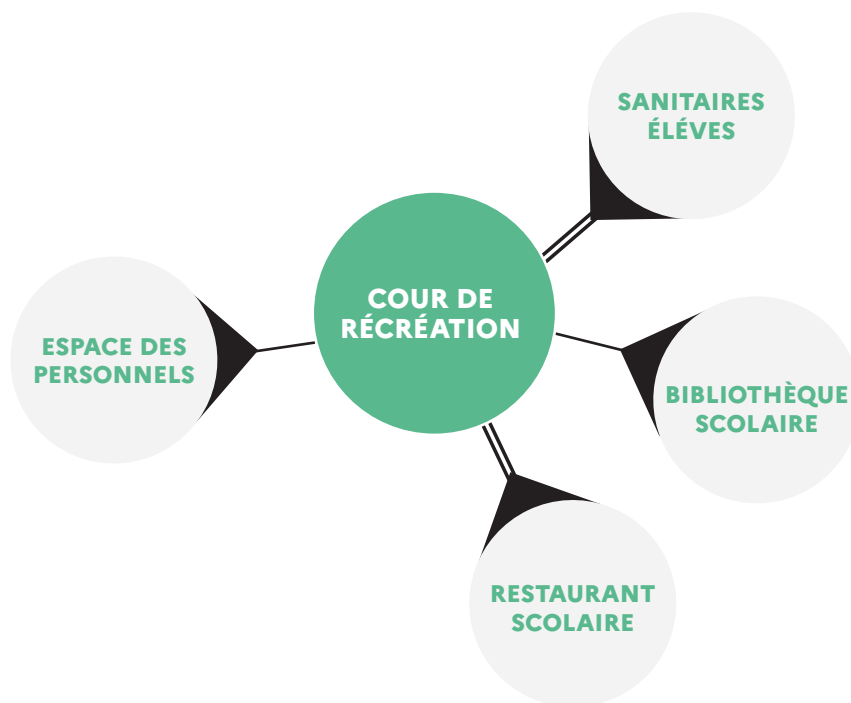 SANITAIRES
ÉLÉVES
COUR DE
RÉCRÉATION
ESPACE DES
PERSONNELS
BIBLIOTHÈQUE
SCOLAIRE
RESTAURANT
SCOLAIRE